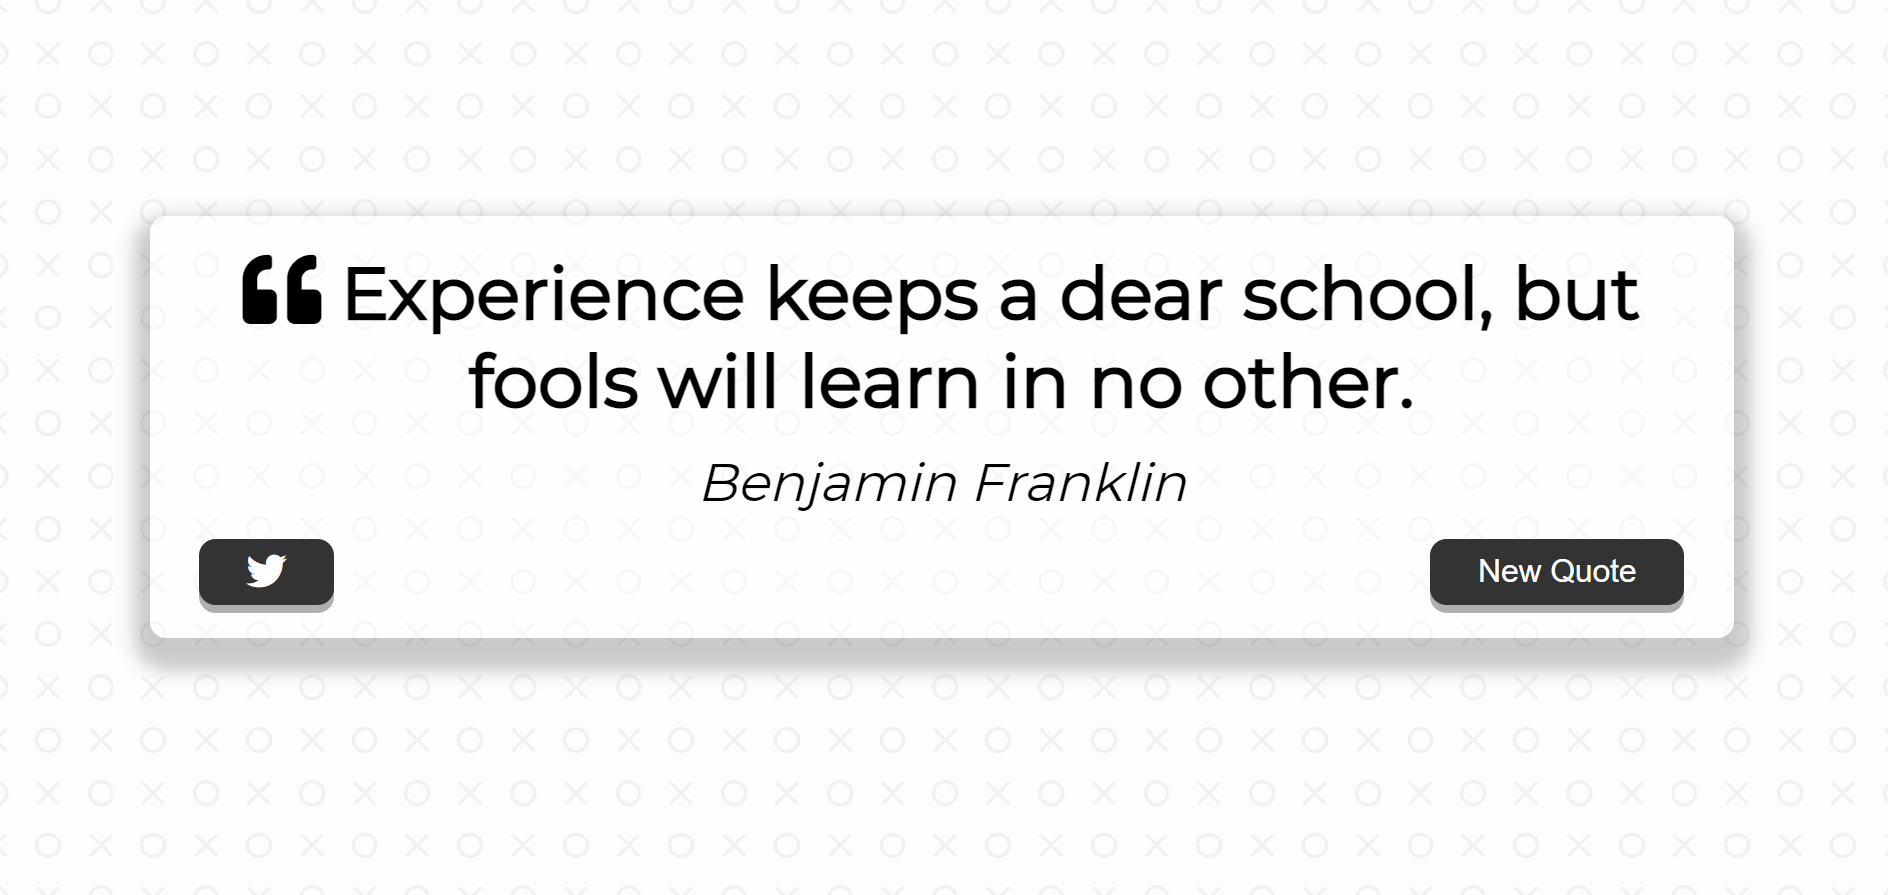 Experience keeps a dear school, but
fools will learn in no other.
Benjamin Franklin
New Quote